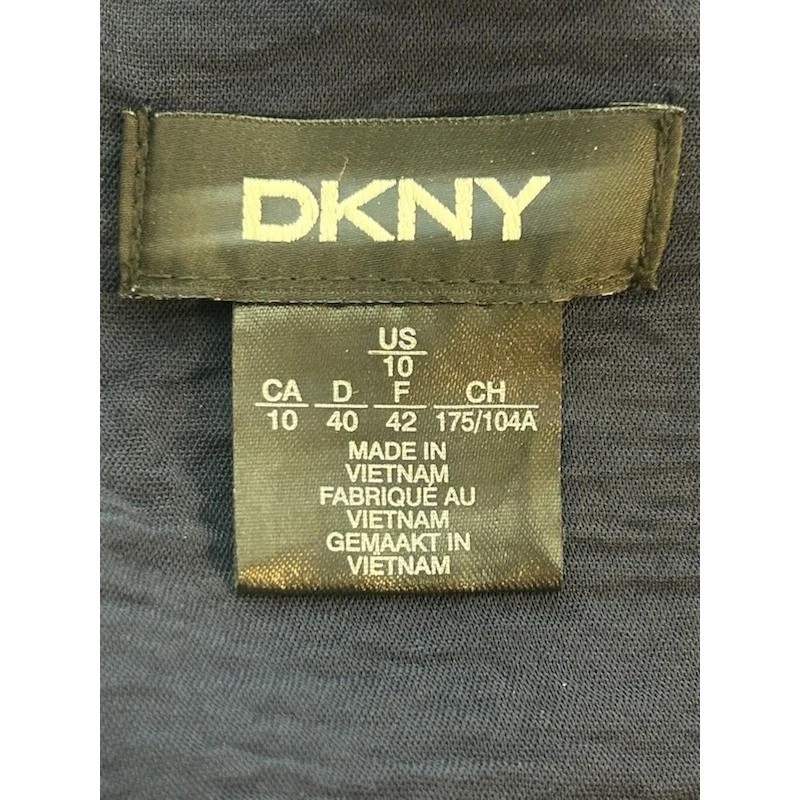 DKNY
US
10
CA D F CH
10 40 42 175/104A
MADE IN
VIETNAM
FABRIQUÉ AU
VIETNAM
GEMAAKT IN
VIETNAM